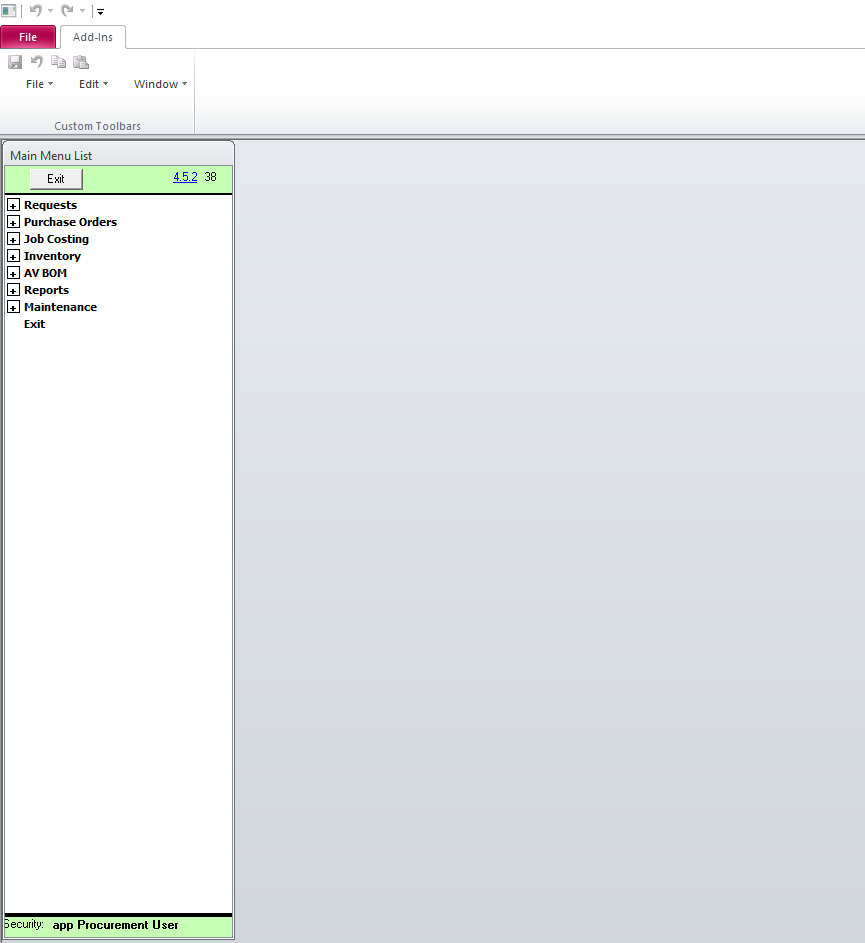 File Add-Ins
File Edit Window
Custom Toolbars
Main Menu List
Exit 4.5.2 38
Requests
Purchase Orders
Job Costing
Inventory
AV BOM
Reports
Maintenance
Exit
Security: app Procurement User